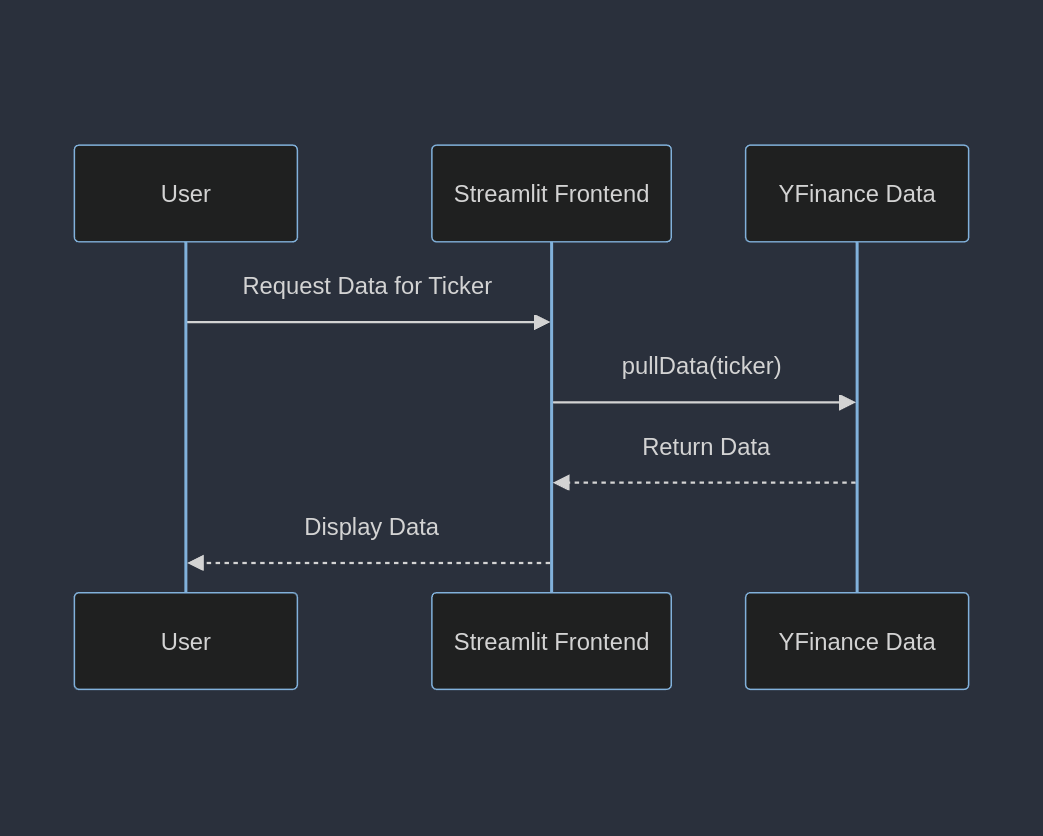 User
Streamlit Frontend
YFinance Data
Request Data for Ticker
pullData(ticker)
Return Data
Display Data
User
Streamlit Frontend
YFinance Data